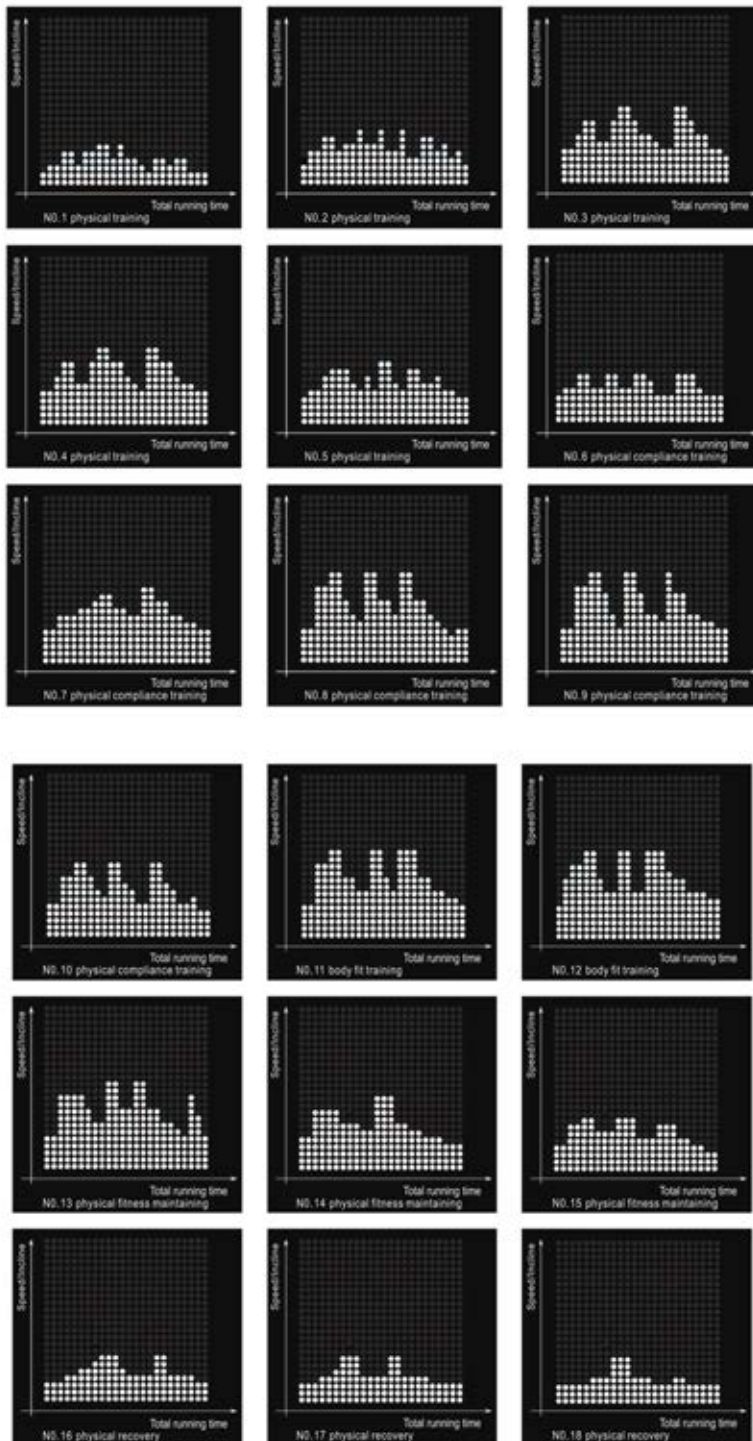 Speed/Incline
Total running time
N0.1 physical training
Speed/Incline
Total running time
N0.2 physical training
Speed/Incline
Total running time
N0.3 physical training
Speed/Incline
Total running time
N0.4 physical training
Speed/Incline
Total running time
N0.5 physical training
Speed/Incline
Total running time
N0.6 physical compliance training
Speed/Incline
Total running time
N0.7 physical compliance training
Speed/Incline
Total running time
N0.8 physical compliance training
Speed/Incline
Total running time
N0.9 physical compliance training
Speed/Incline
Total running time
N0.10 physical compliance training
Speed/Incline
Total running time
N0.11 body fit training
Speed/Incline
Total running time
N0.12 body fit training
Speed/Incline
Total running time
N0.13 physical fitness maintaining
Speed/Incline
Total running time
N0.14 physical fitness maintaining
Speed/Incline
Total running time
N0.15 physical fitness maintaining
Speed/Incline
Total running time
N0.16 physical recovery
Speed/Incline
Total running time
N0.17 physical recovery
Speed/Incline
Total running time
N0.18 physical recovery